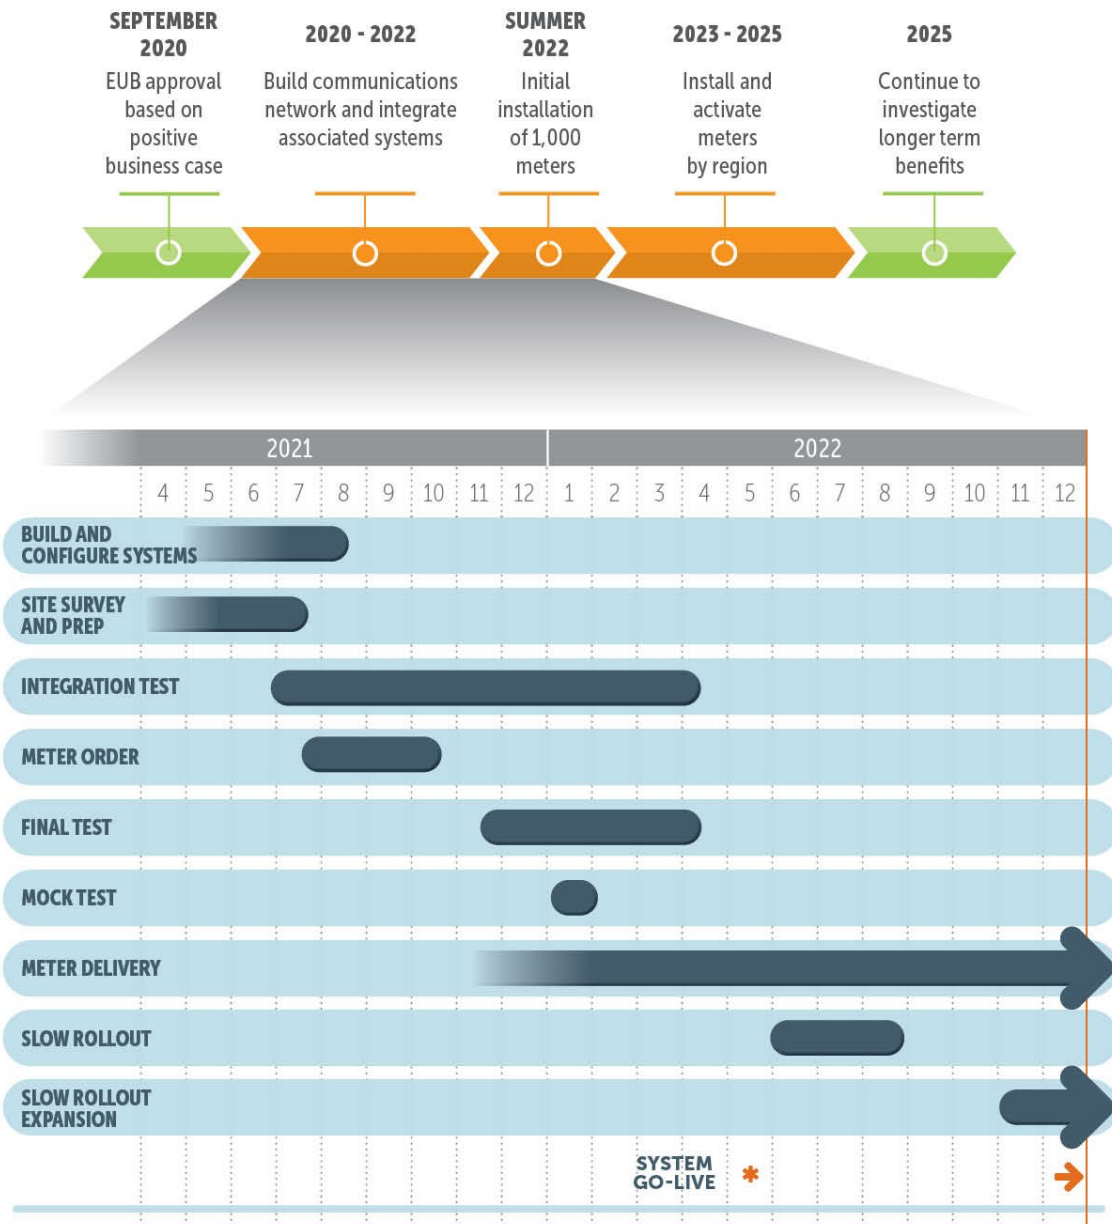 SEPTEMBER
2020
EUB approval
based on
positive
business case
2020 - 2022
Build communications
network and integrate
associated systems
SUMMER
2022
Initial
installation
of 1,000
meters
2023 - 2025
Install and
activate
meters
by region
2025
Continue to
investigate
longer term
benefits
2021 2022
4 5 6 7 8 9 10 11 12 1 2 3 4 5 6 7 8 9 10 11 12
BUILD AND
CONFIGURE SYSTEMS
SITE SURVEY
AND PREP
INTEGRATION TEST
METER ORDER
FINAL TEST
MOCK TEST
METER DELIVERY
SLOW ROLLOUT
SLOW ROLLOUT
EXPANSION
SYSTEM
GO-LIVE *